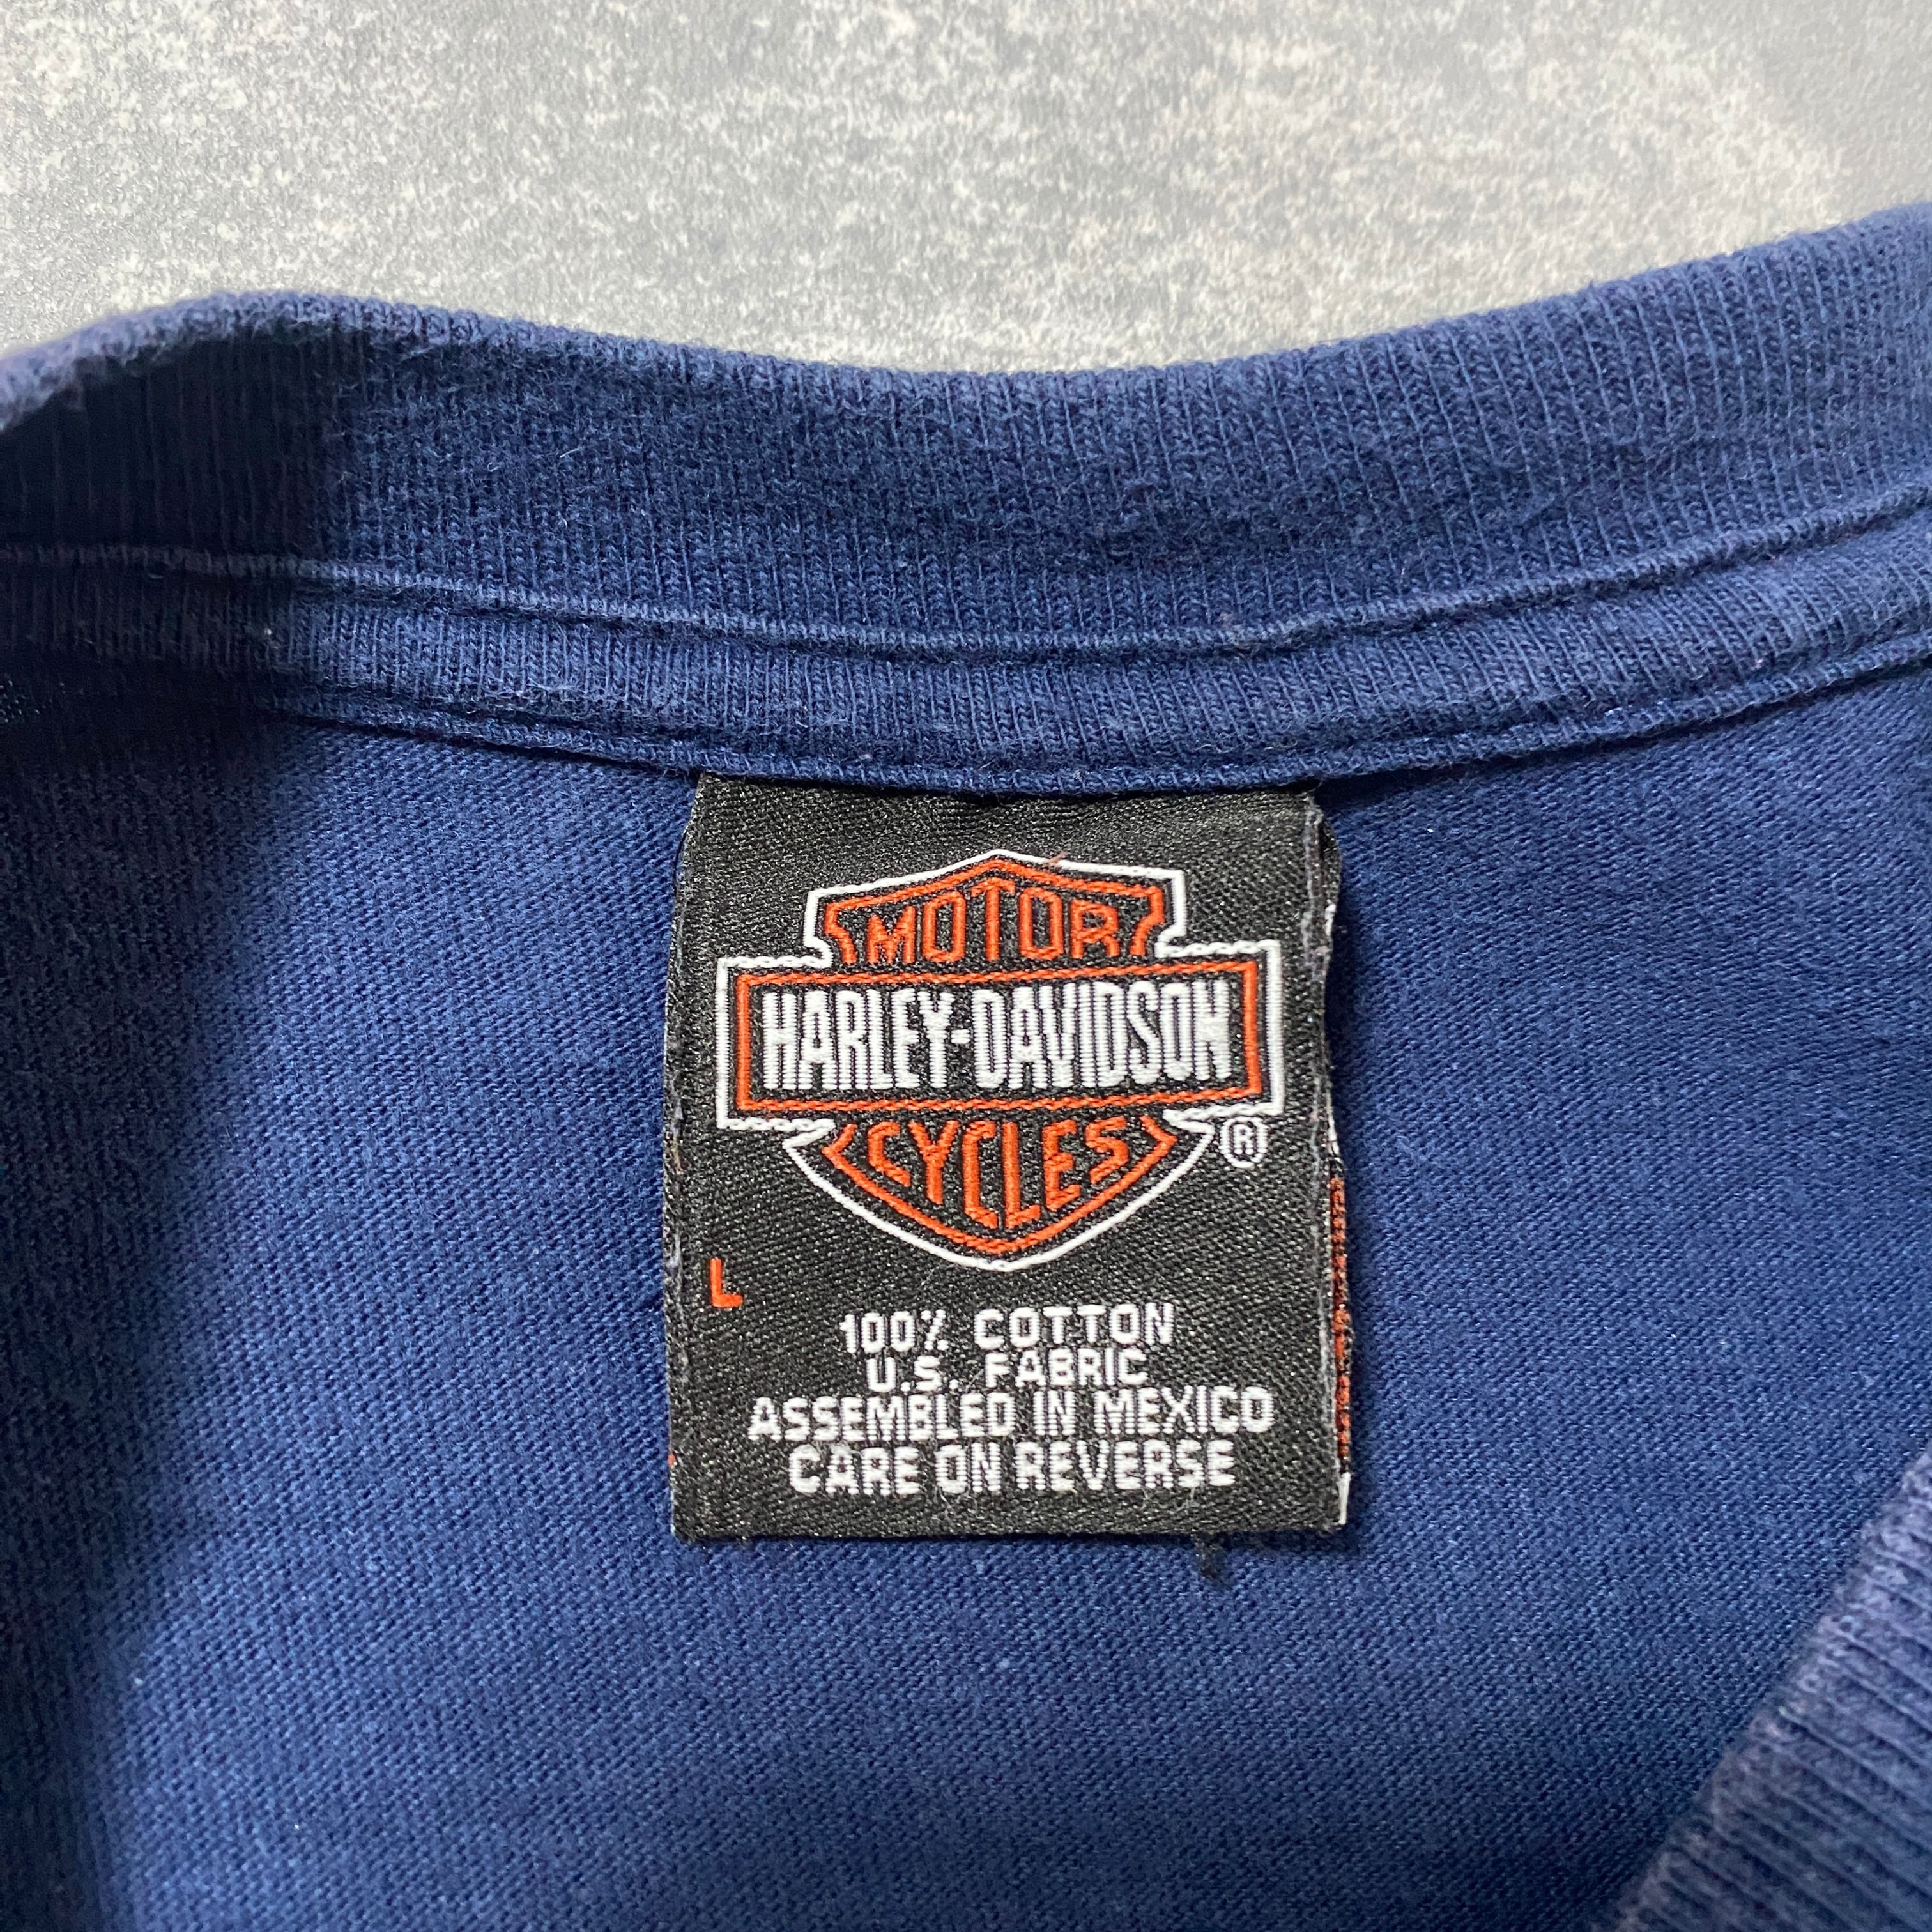 MOTOR
HARLEY-DAVIDSON
CYCLES
®
L
100% COTTON
U.S. FABRIC
ASSEMBLED IN MEXICO
CARE ON REVERSE